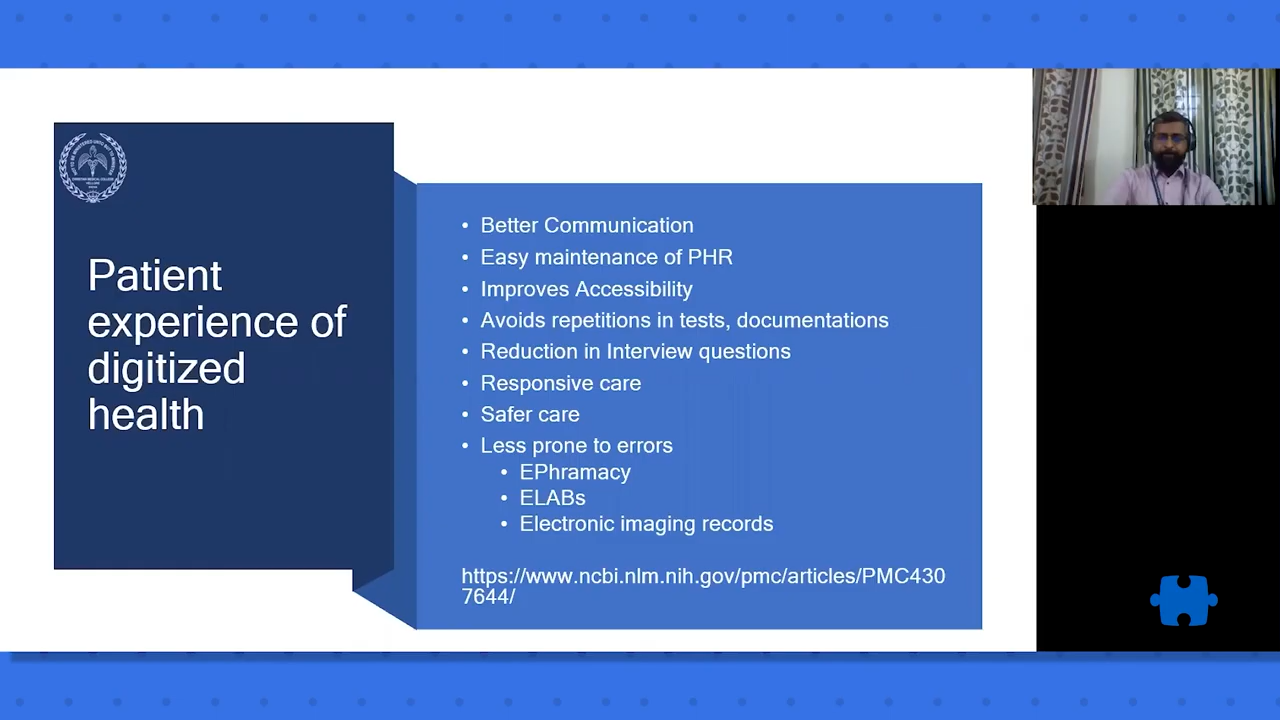 Patient
experience of
digitized
health
• Better Communication
• Easy maintenance of PHR
• Improves Accessibility
• Avoids repetitions in tests, documentations
• Reduction in Interview questions
• Responsive care
• Safer care
• Less prone to errors
• EPhramacy
• ELABs
• Electronic imaging records
https://www.ncbi.nlm.nih.gov/pmc/articles/PMC430
7644/